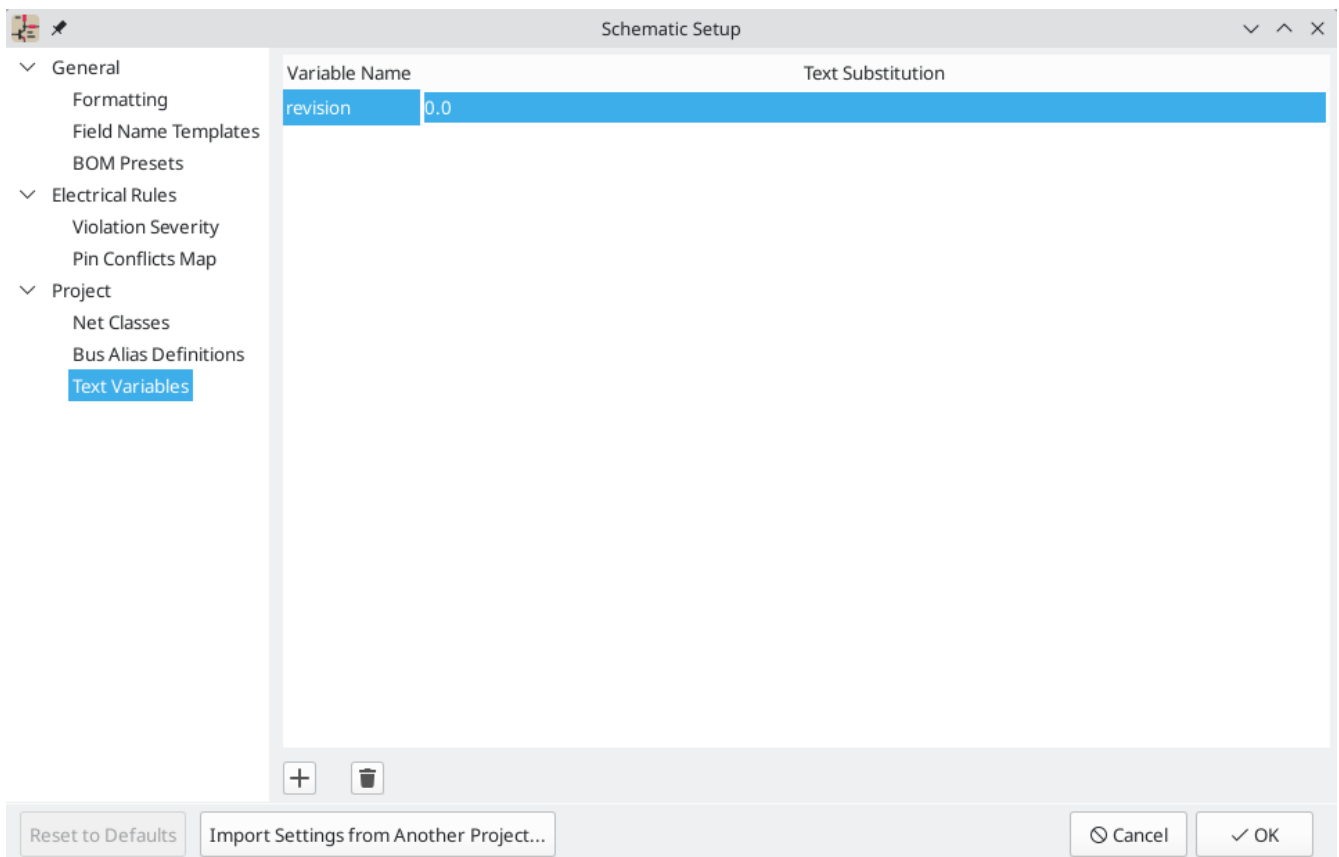 Schematic Setup
General
Formatting
Field Name Templates
BOM Presets
Electrical Rules
Violation Severity
Pin Conflicts Map
Project
Net Classes
Bus Alias Definitions
Text Variables
Variable Name Text Substitution
revision 0.0
Reset to Defaults Import Settings from Another Project... Cancel OK